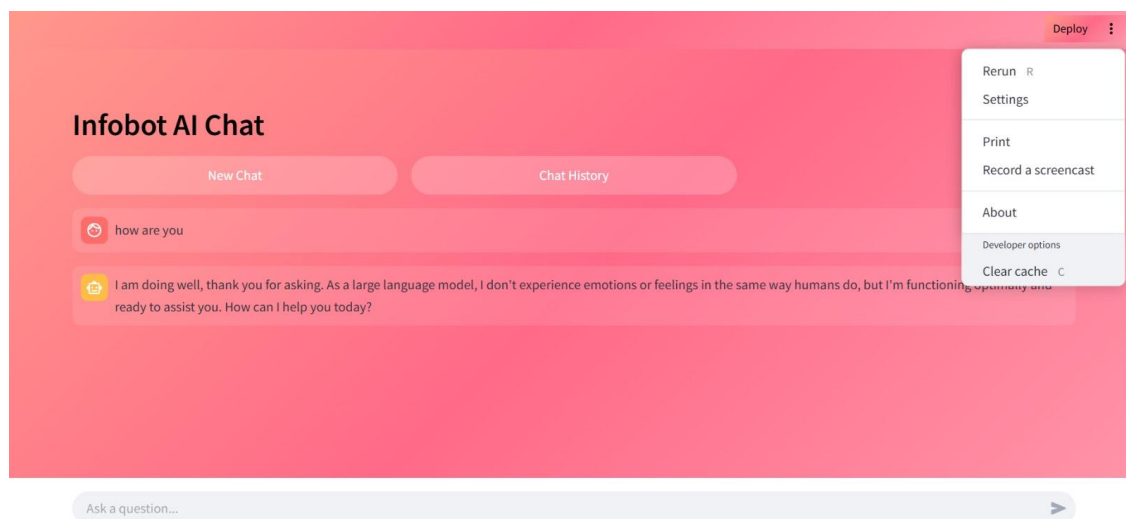 Deploy
Rerun R
Settings
Print
Record a screencast
About
Developer options
Clear cache C
Infobot AI Chat
New Chat
Chat History
how are you
I am doing well, thank you for asking. As a large language model, I don't experience emotions or feelings in the same way humans do, but I'm functioning optimally and
ready to assist you. How can I help you today?
Ask a question...